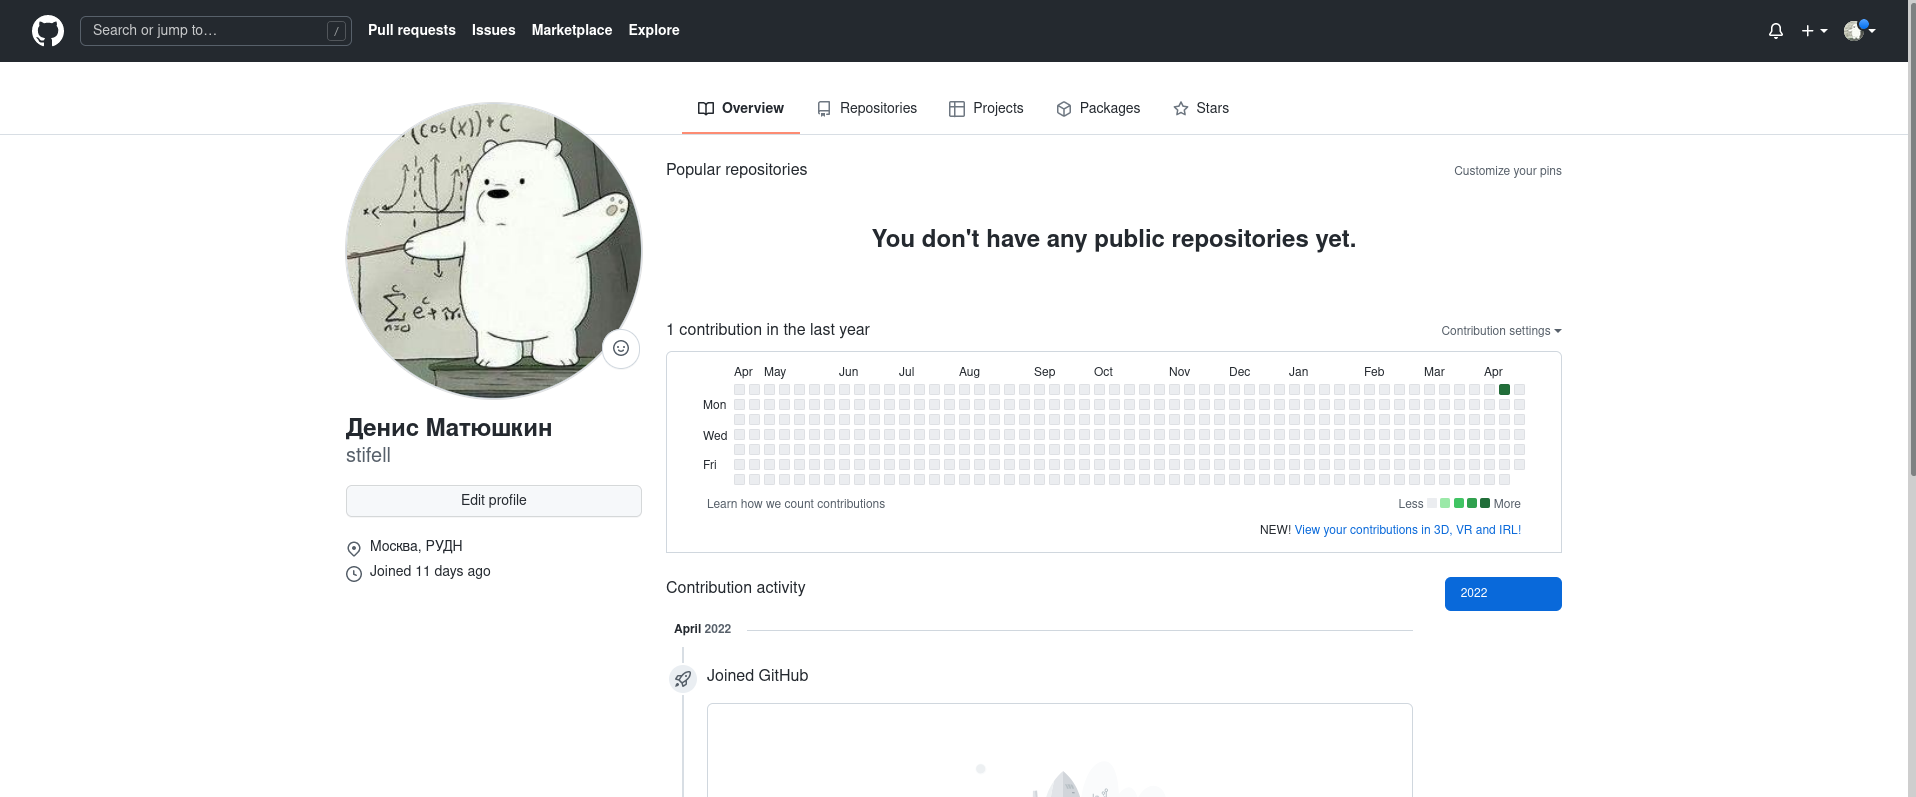 Search or jump to…
/
Pull requests
Issues
Marketplace
Explore
Overview
Repositories
Projects
Packages
Stars
Popular repositories
Customize your pins
You don't have any public repositories yet.
(cos(x))+C
Денис Матюшкин
stifell
Edit profile
Москва, РУДН
Joined 11 days ago
1 contribution in the last year
Contribution settings
Apr May Jun Jul Aug Sep Oct Nov Dec Jan Feb Mar Apr
Mon
Wed
Fri
Learn how we count contributions
Less
More
NEW! View your contributions in 3D, VR and IRL!
Contribution activity
2022
April 2022
Joined GitHub